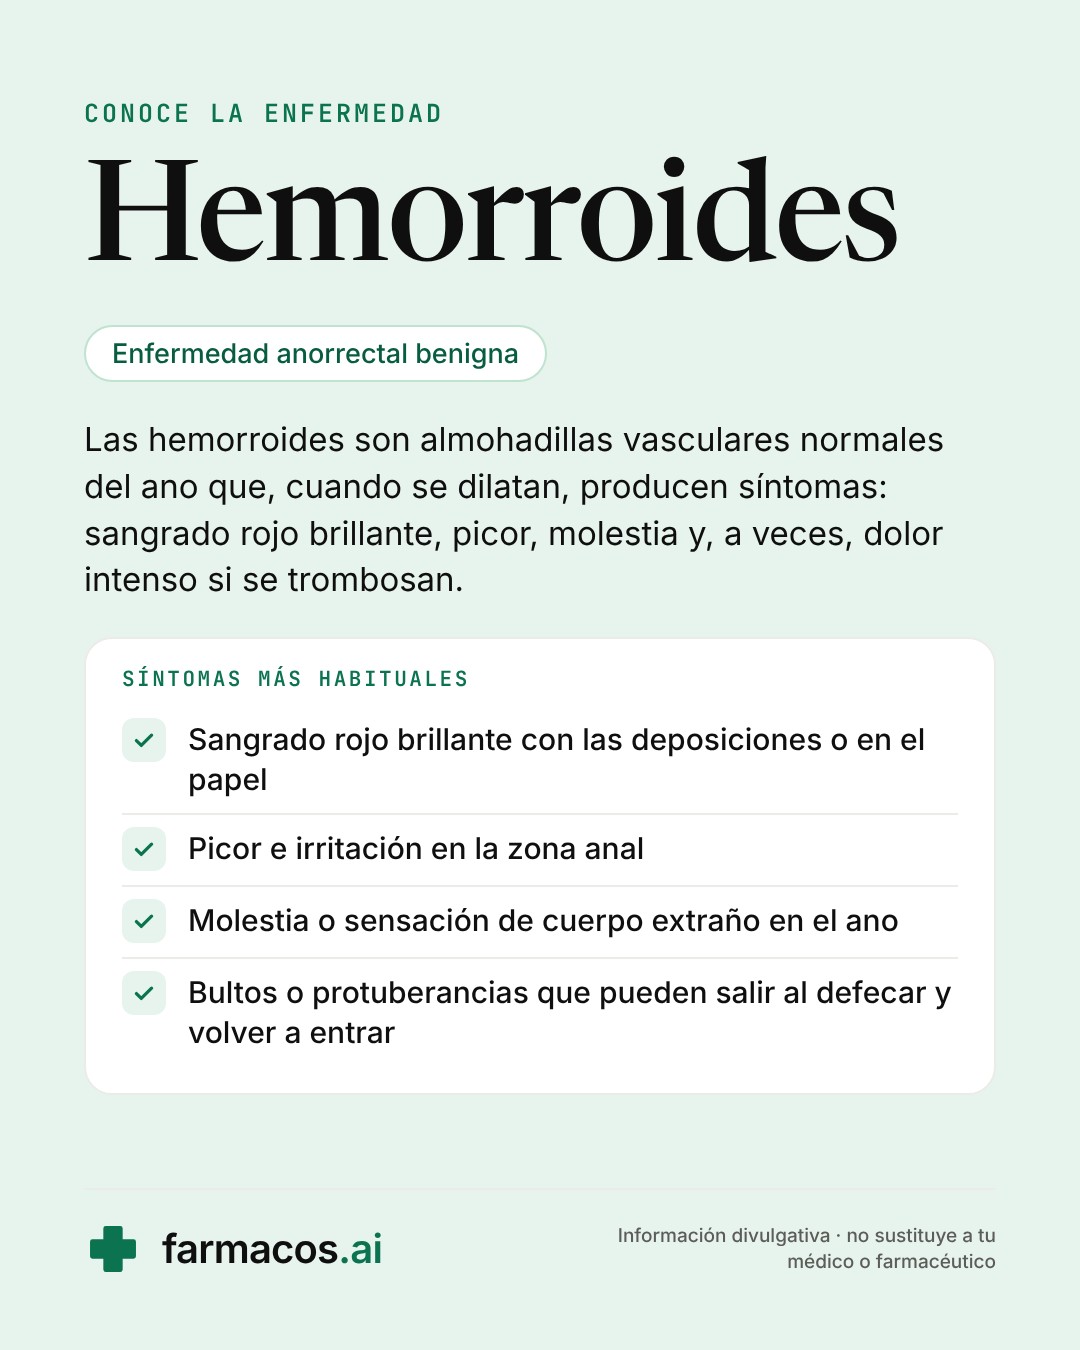 CONOCE LA ENFERMEDAD
Hemorroides
Enfermedad anorrectal benigna
Las hemorroides son almohadillas vasculares normales
del ano que, cuando se dilatan, producen síntomas:
sangrado rojo brillante, picor, molestia y, a veces, dolor
intenso si se trombosan.
SÍNTOMAS MÁS HABITUALES
Sangrado rojo brillante con las deposiciones o en el
papel
Picor e irritación en la zona anal
Molestia o sensación de cuerpo extraño en el ano
Bultos o protuberancias que pueden salir al defecar y
volver a entrar
farmacos.ai
Información divulgativa · no sustituye a tu
médico o farmacéutico